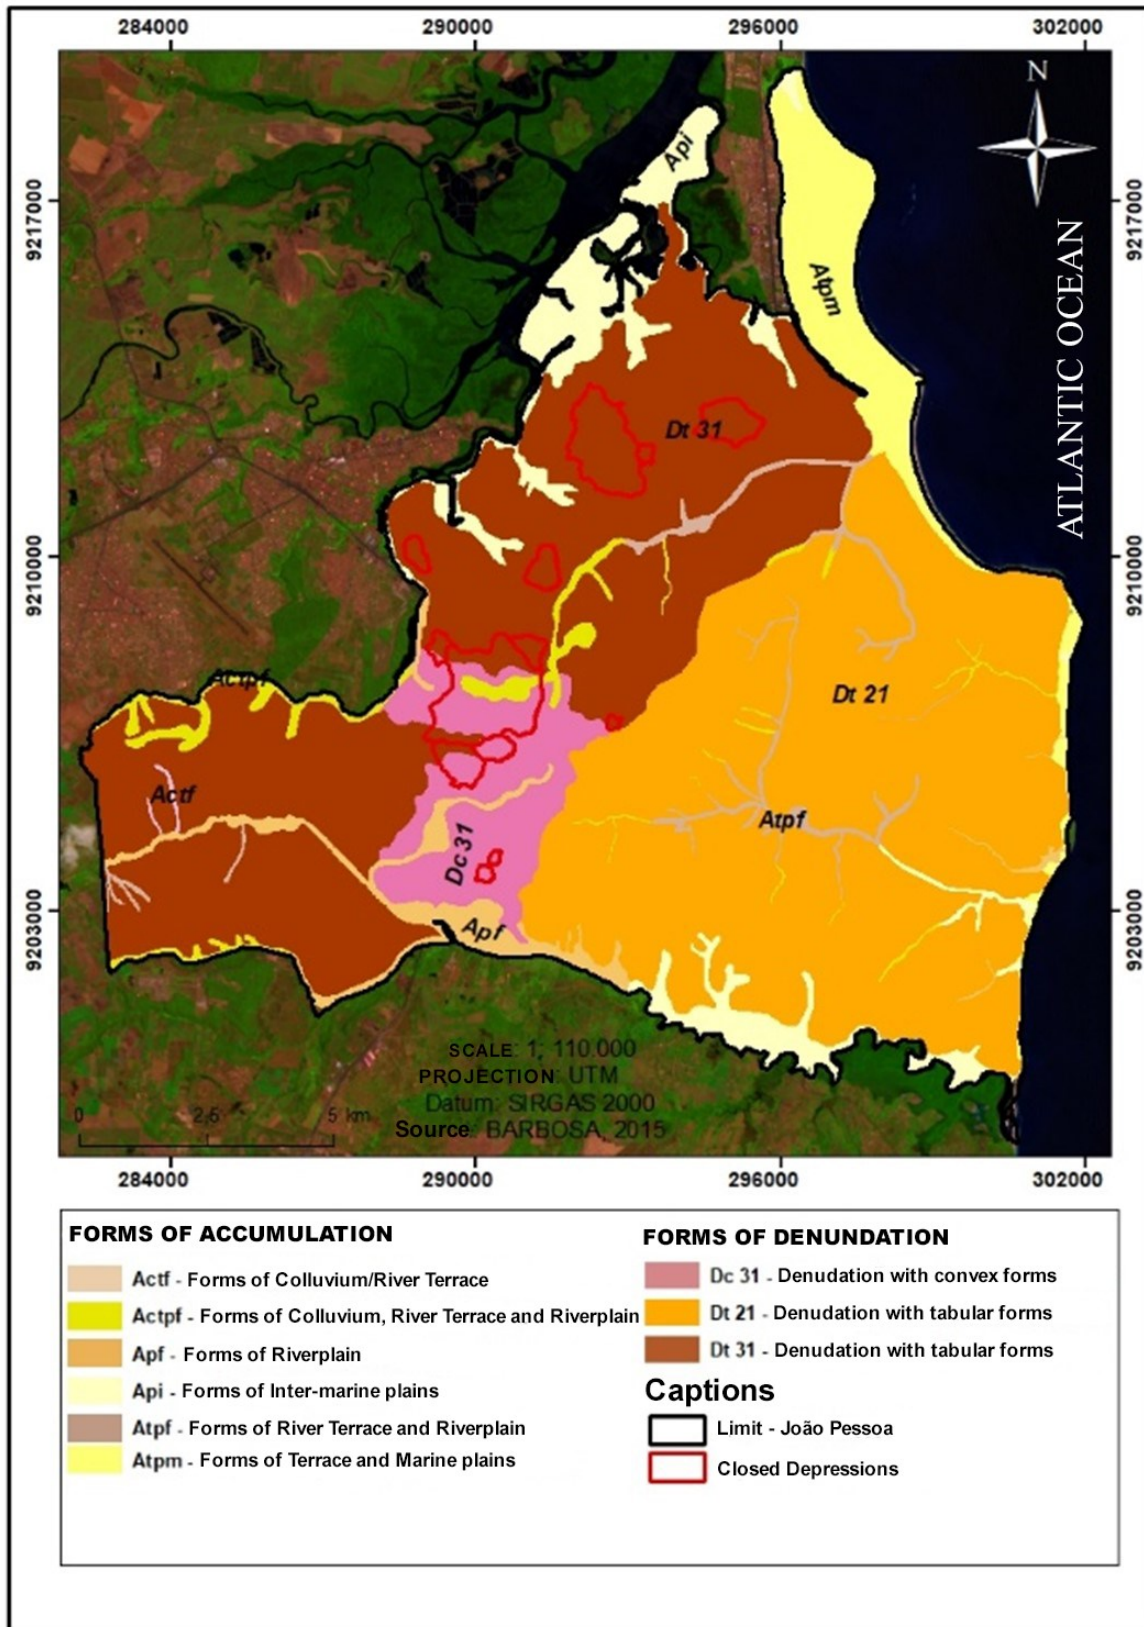 284000 290000 296000 302000
N
Api
9217000
9217000
ATLANTIC OCEAN
Atpm
Dt 31
9210000
9210000
Actpf
Dt 21
Actf
Atpf
Dc 31
Apf
9203000
9203000
SCALE: 1; 110.000
PROJECTION: UTM
Datum: SIRGAS 2000
Source: BARBOSA, 2015
0 2,5 5 km
284000 290000 296000 302000
FORMS OF ACCUMULATION
Actf - Forms of Colluvium/River Terrace
Actpf - Forms of Colluvium, River Terrace and Riverplain
Apf - Forms of Riverplain
Api - Forms of Inter-marine plains
Atpf - Forms of River Terrace and Riverplain
Atpm - Forms of Terrace and Marine plains
FORMS OF DENUNDATION
Dc 31 - Denudation with convex forms
Dt 21 - Denudation with tabular forms
Dt 31 - Denudation with tabular forms
Captions
Limit - João Pessoa
Closed Depressions